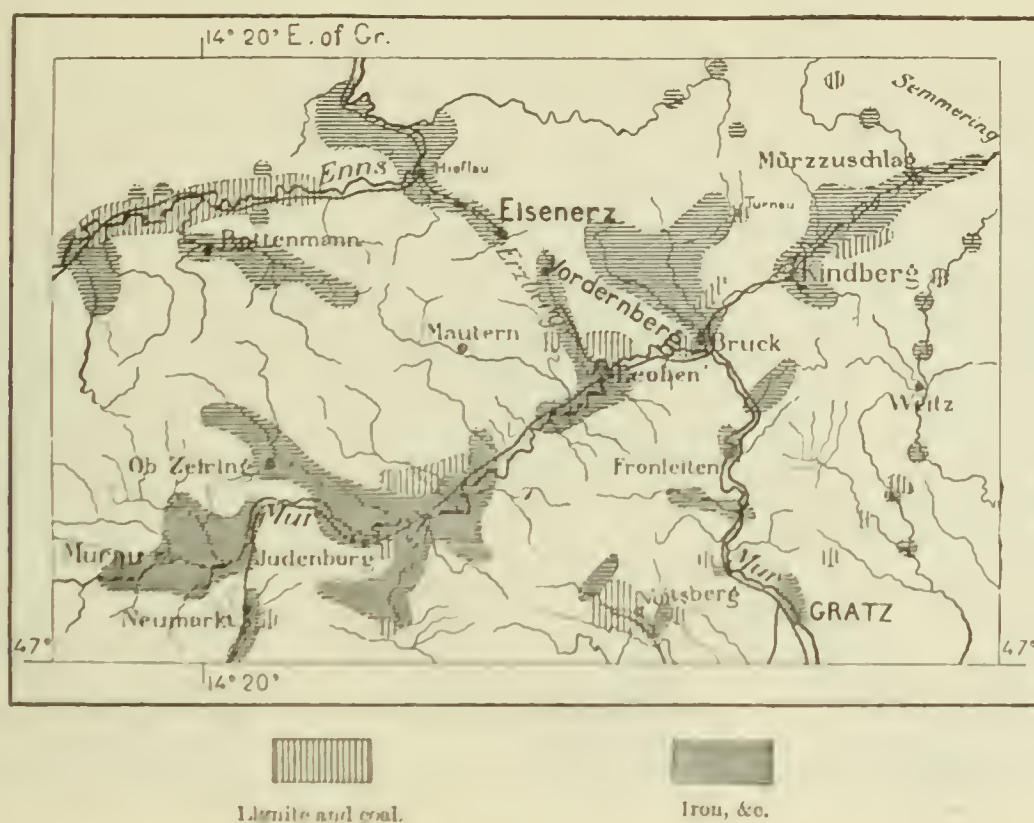 14° 20' E. of Gr.
Semmering
Mürzzuschlag
Enns
Hieflau
Eisenerz
Turnau
Rottenmann
Erzberg
Vordernberg
Kindberg
Mautern
Bruck
Leoben
Weitz
Ob Zeiring
Fronleiten
Mur
Murau
Judenburg
Mur
Voitsberg
Neumarkt
GRATZ
47°
47°
14° 20'
Lignite and coal.
Iron, &c.